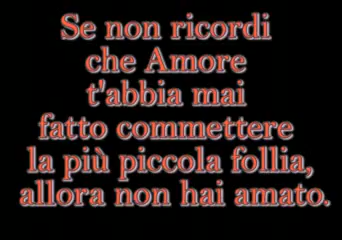 Se non ricordi
che Amore
t'abbia mai
fatto commettere
la più piccola follia,
allora non hai amato.